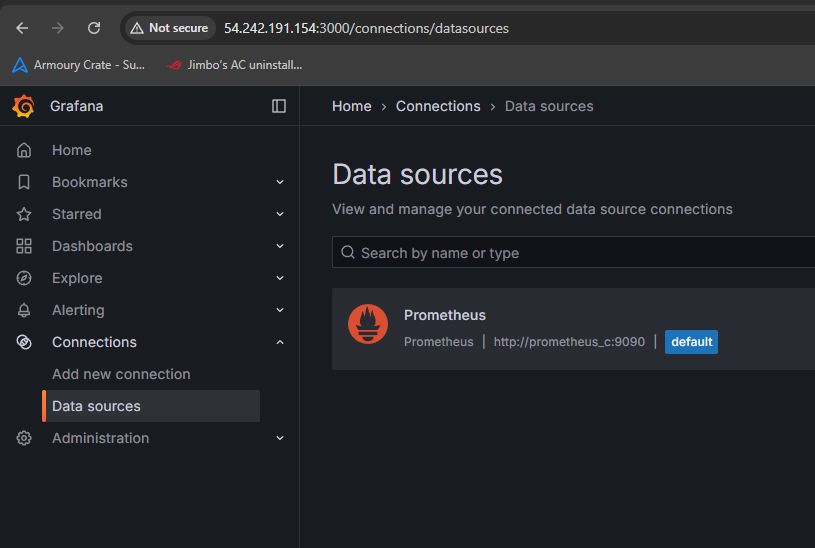 Not secure 54.242.191.154:3000/connections/datasources
Armoury Crate - Su... Jimbo's AC uninstall...
Grafana
Home › Connections › Data sources
Home
Bookmarks
Starred
Dashboards
Explore
Alerting
Connections
Add new connection
Data sources
Administration
Data sources
View and manage your connected data source connections
Search by name or type
Prometheus
Prometheus | http://prometheus_c:9090 | default